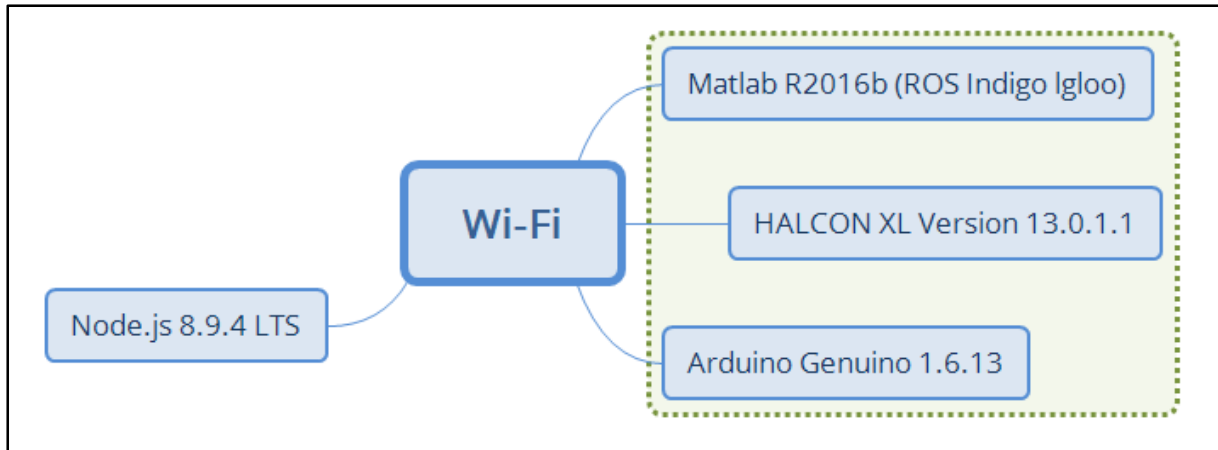 Matlab R2016b (ROS Indigo lgloo)
Wi-Fi
HALCON XL Version 13.0.1.1
Node.js 8.9.4 LTS
Arduino Genuino 1.6.13